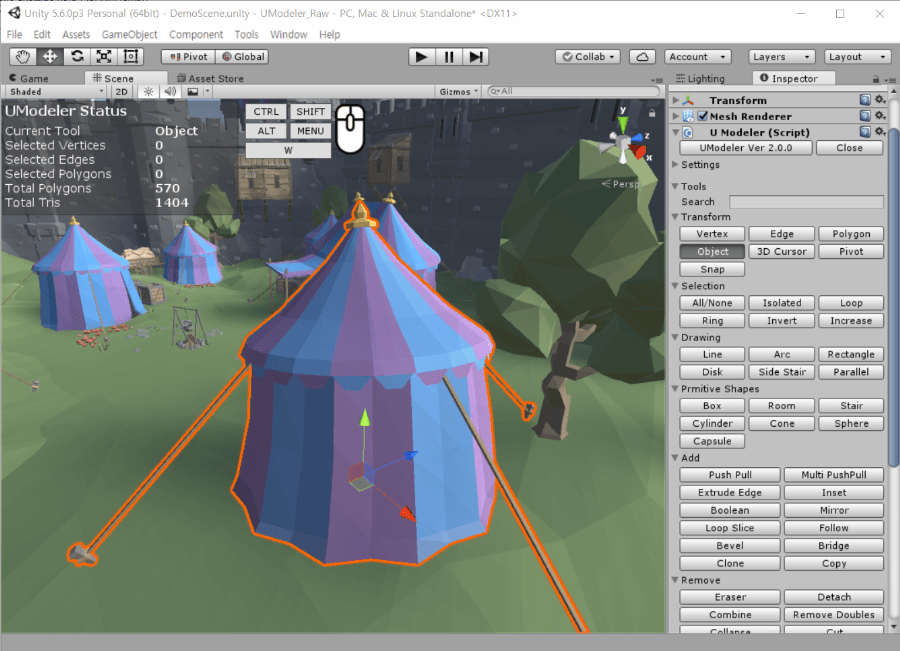 Unity 5.6.0p3 Personal (64bit) - DemoScene.unity - UModeler_Raw - PC, Mac & Linux Standalone* <DX11>
File Edit Assets GameObject Component Tools Window Help
Pivot Global Collab Account Layers Layout
Game Scene Asset Store Lighting Inspector
Shaded 2D Gizmos All
UModeler Status
Current Tool Object
Selected Vertices 0
Selected Edges 0
Selected Polygons 0
Total Polygons 570
Total Tris 1404
CTRL SHIFT
ALT MENU
W
y
z
x
Persp
Transform
Mesh Renderer
U Modeler (Script)
UModeler Ver 2.0.0 Close
Settings
Tools
Search
Transform
Vertex Edge Polygon
Object 3D Cursor Pivot
Snap
Selection
All/None Isolated Loop
Ring Invert Increase
Drawing
Line Arc Rectangle
Disk Side Stair Parallel
Prmitive Shapes
Box Room Stair
Cylinder Cone Sphere
Capsule
Add
Push Pull Multi PushPull
Extrude Edge Inset
Boolean Mirror
Loop Slice Follow
Bevel Bridge
Clone Copy
Remove
Eraser Detach
Combine Remove Doubles
Collapse Cut